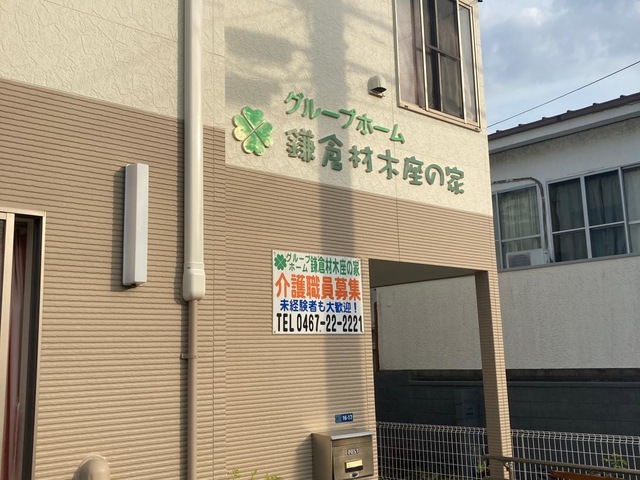 グループホーム
鎌倉材木座の家
グループ
ホーム 鎌倉材木座の家
介護職員募集
未経験者も大歓迎！
TEL 0467-22-2221
16-17